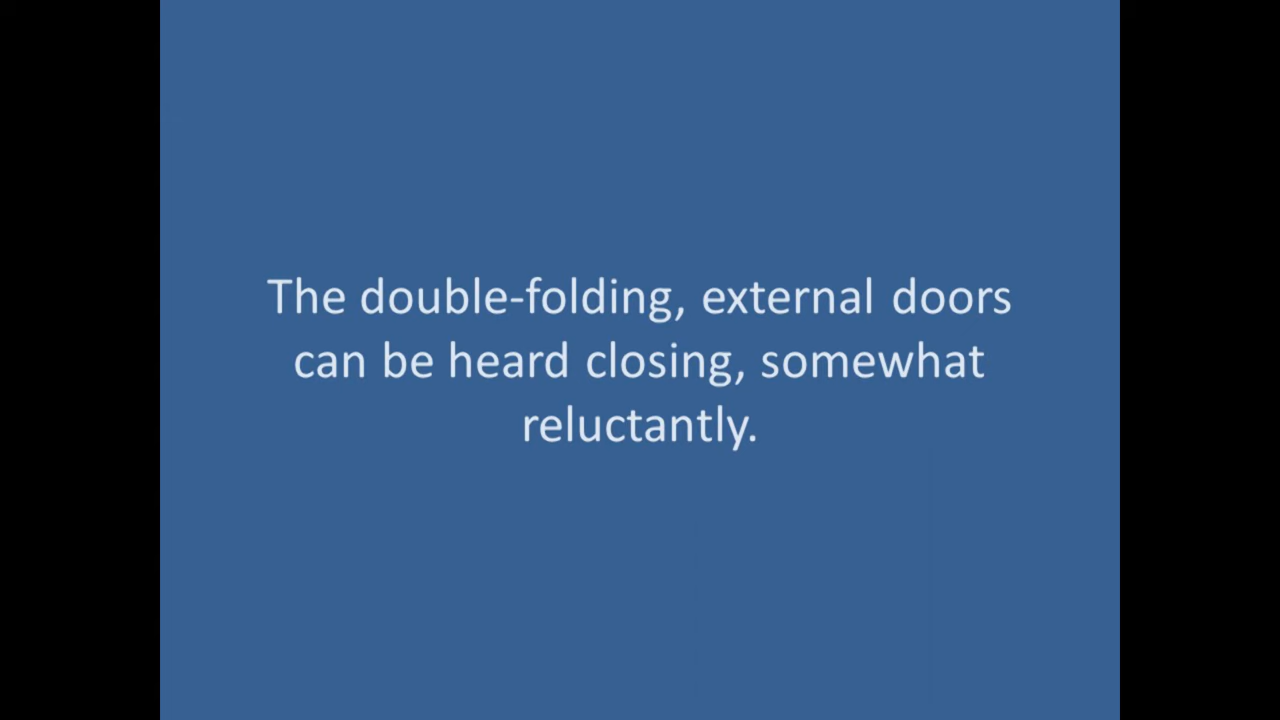 The double-folding, external doors
can be heard closing, somewhat
reluctantly.